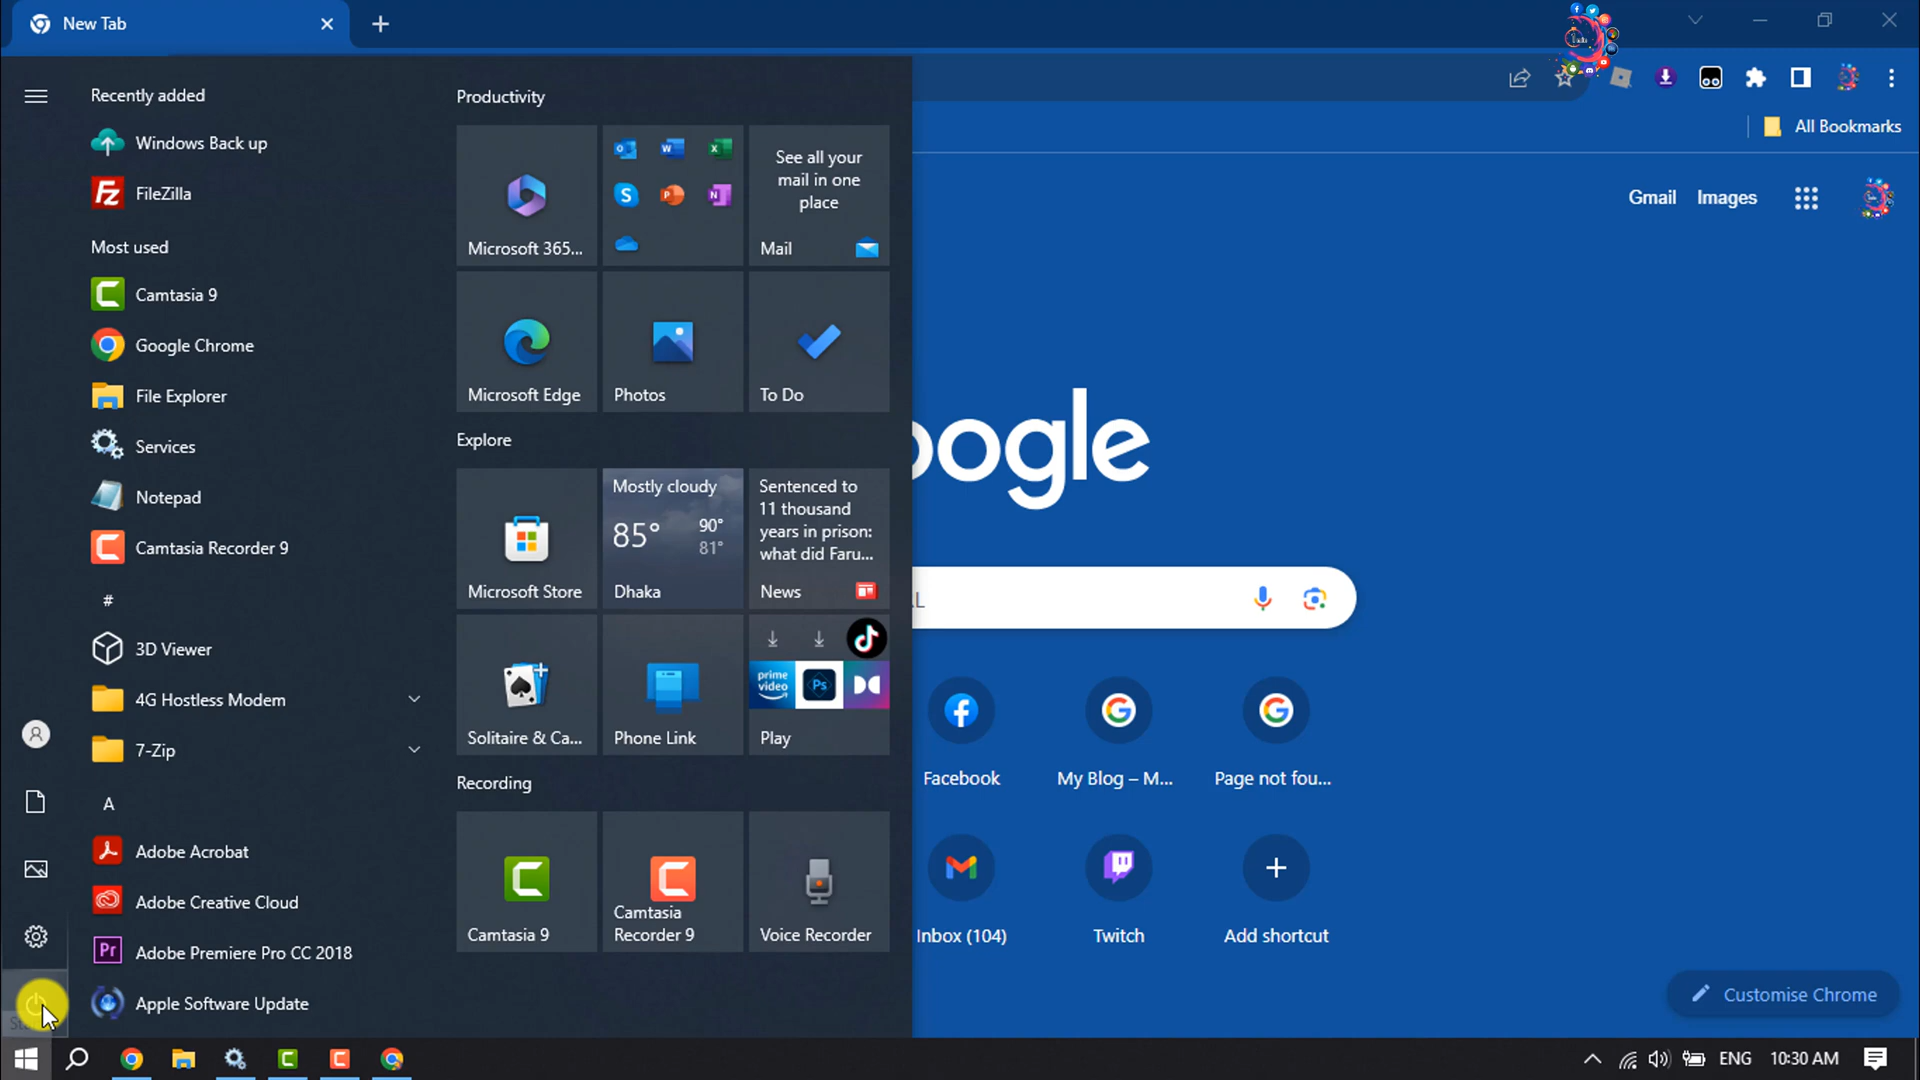 New Tab
All Bookmarks
Gmail Images
oogle
Facebook
My Blog – M...
Page not fou...
Inbox (104)
Twitch
Add shortcut
Customise Chrome
Recently added
Windows Back up
FileZilla
Most used
Camtasia 9
Google Chrome
File Explorer
Services
Notepad
Camtasia Recorder 9
#
3D Viewer
4G Hostless Modem
7-Zip
A
Adobe Acrobat
Adobe Creative Cloud
Adobe Premiere Pro CC 2018
Apple Software Update
Productivity
Microsoft 365...
See all your
mail in one
place
Mail
Microsoft Edge
Photos
To Do
Explore
Microsoft Store
Mostly cloudy
85° 90°
81°
Dhaka
Sentenced to
11 thousand
years in prison:
what did Faru...
News
Solitaire & Ca...
Phone Link
prime
video
Ps
Play
Recording
Camtasia 9
Camtasia
Recorder 9
Voice Recorder
ENG 10:30 AM